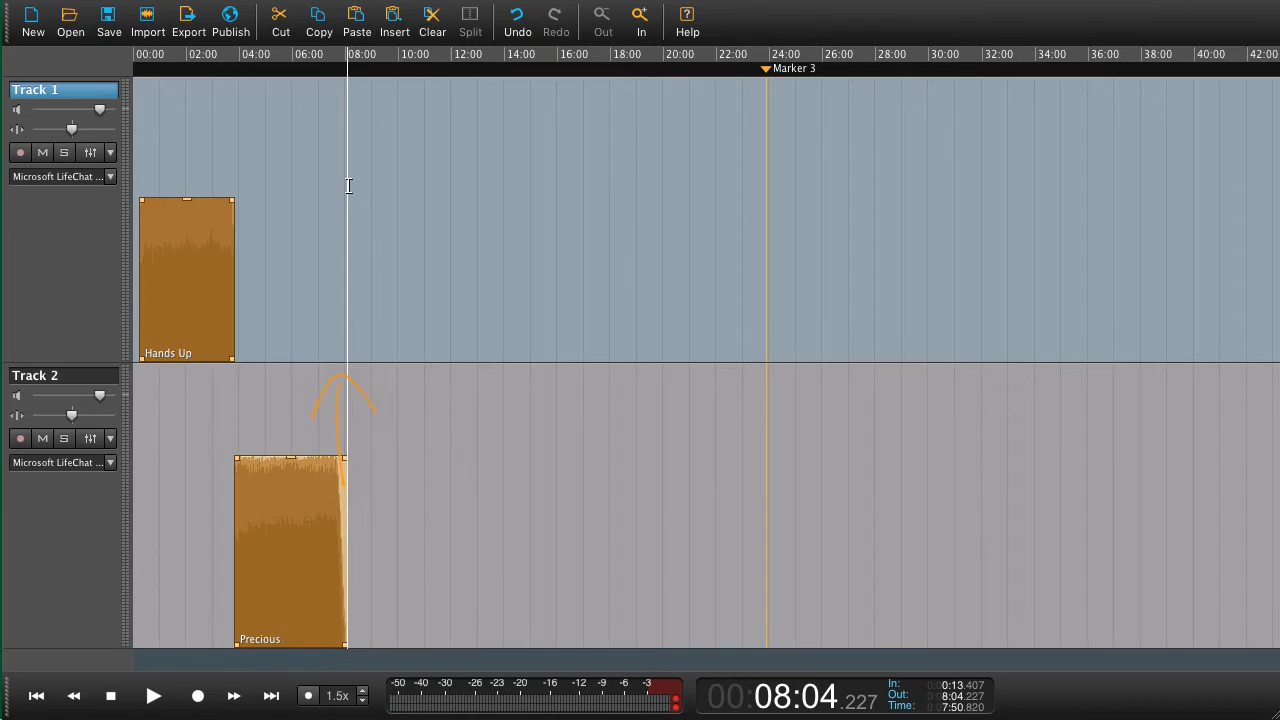 New Open Save Import Export Publish Cut Copy Paste Insert Clear Split Undo Redo Out In Help
00:00 02:00 04:00 06:00 08:00 10:00 12:00 14:00 16:00 18:00 20:00 22:00 24:00 26:00 28:00 30:00 32:00 34:00 36:00 38:00 40:00 42:00
Marker 3
Track 1
M S
Microsoft LifeChat ...
Hands Up
Track 2
M S
Microsoft LifeChat ...
Precious
1.5x
-50 -40 -30 -26 -23 -20 -16 -12 -9 -6 -3
00:08:04.227
In: 0:13.407
Out: 8:04.227
Time: 7:50.820